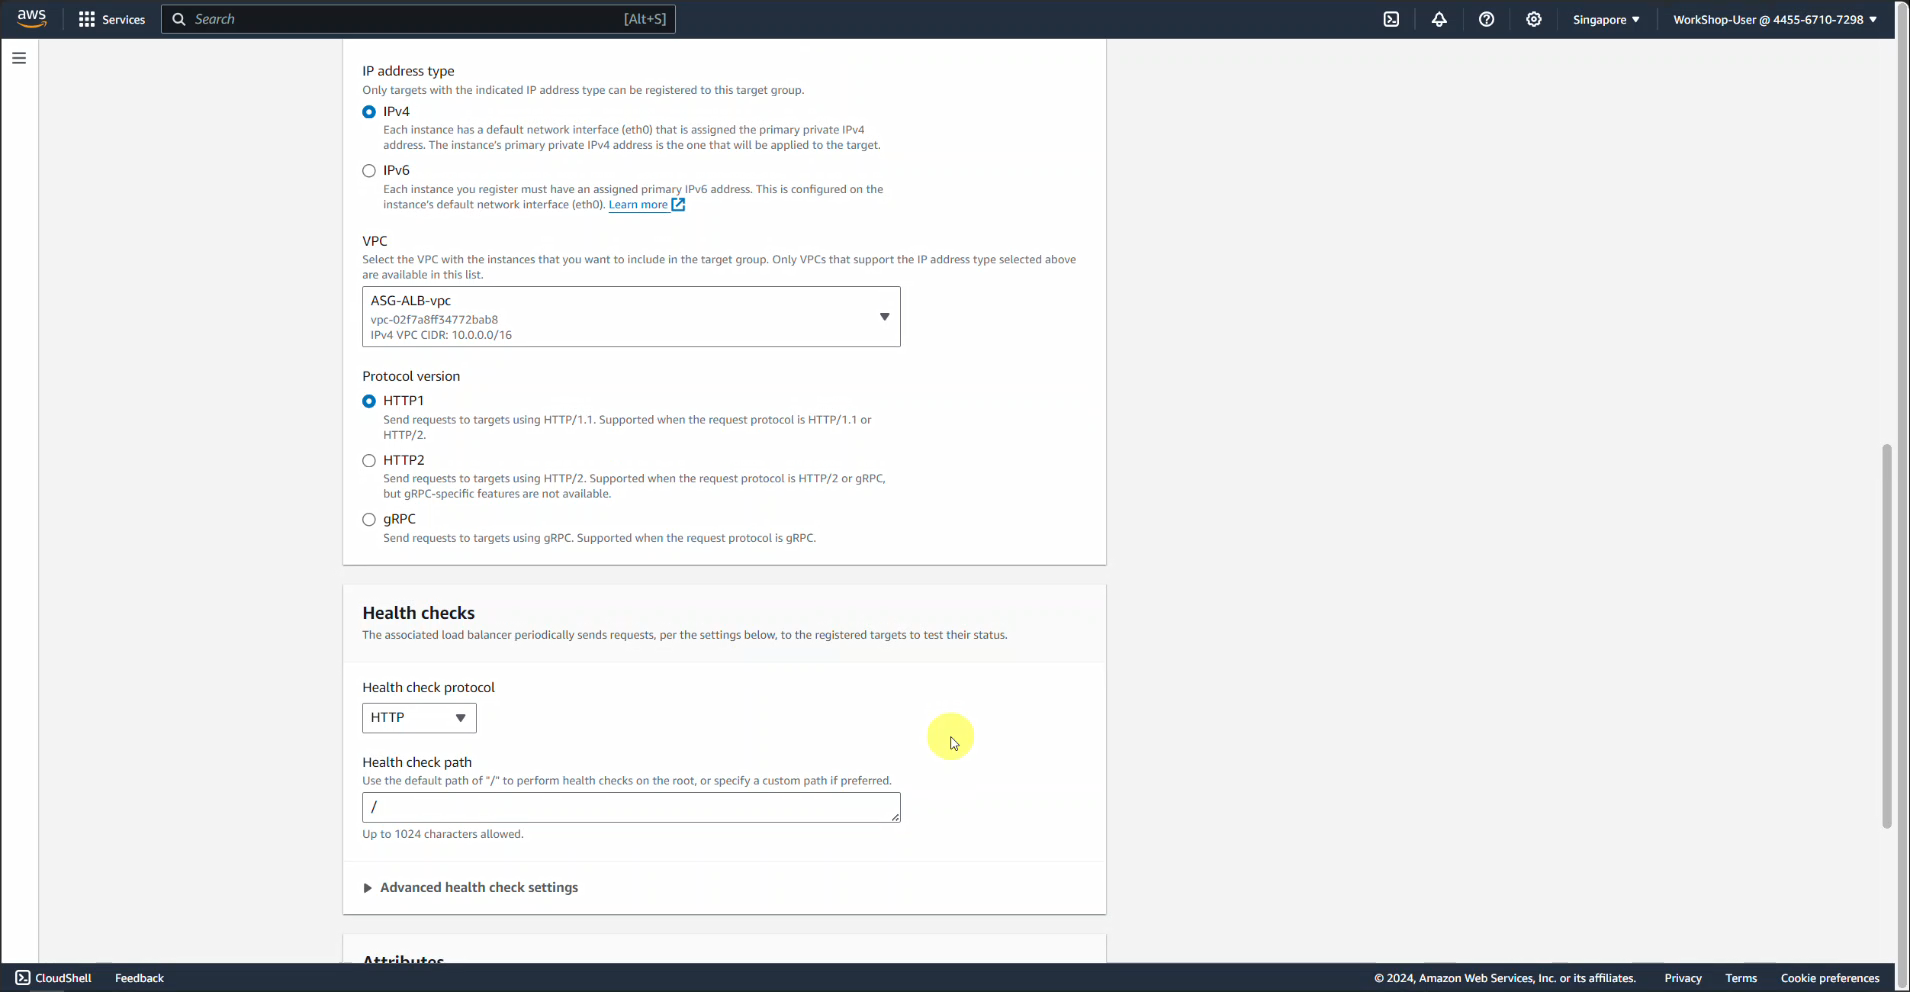 aws
Services
Search
[Alt+S]
Singapore
WorkShop-User @ 4455-6710-7298
IP address type
Only targets with the indicated IP address type can be registered to this target group.
IPv4
Each instance has a default network interface (eth0) that is assigned the primary private IPv4
address. The instance's primary private IPv4 address is the one that will be applied to the target.
IPv6
Each instance you register must have an assigned primary IPv6 address. This is configured on the
instance's default network interface (eth0). Learn more
VPC
Select the VPC with the instances that you want to include in the target group. Only VPCs that support the IP address type selected above
are available in this list.
ASG-ALB-vpc
vpc-02f7a8ff34772bab8
IPv4 VPC CIDR: 10.0.0.0/16
Protocol version
HTTP1
Send requests to targets using HTTP/1.1. Supported when the request protocol is HTTP/1.1 or
HTTP/2.
HTTP2
Send requests to targets using HTTP/2. Supported when the request protocol is HTTP/2 or gRPC,
but gRPC-specific features are not available.
gRPC
Send requests to targets using gRPC. Supported when the request protocol is gRPC.
Health checks
The associated load balancer periodically sends requests, per the settings below, to the registered targets to test their status.
Health check protocol
HTTP
Health check path
Use the default path of "/" to perform health checks on the root, or specify a custom path if preferred.
/
Up to 1024 characters allowed.
Advanced health check settings
Attributes
CloudShell
Feedback
© 2024, Amazon Web Services, Inc. or its affiliates.
Privacy
Terms
Cookie preferences